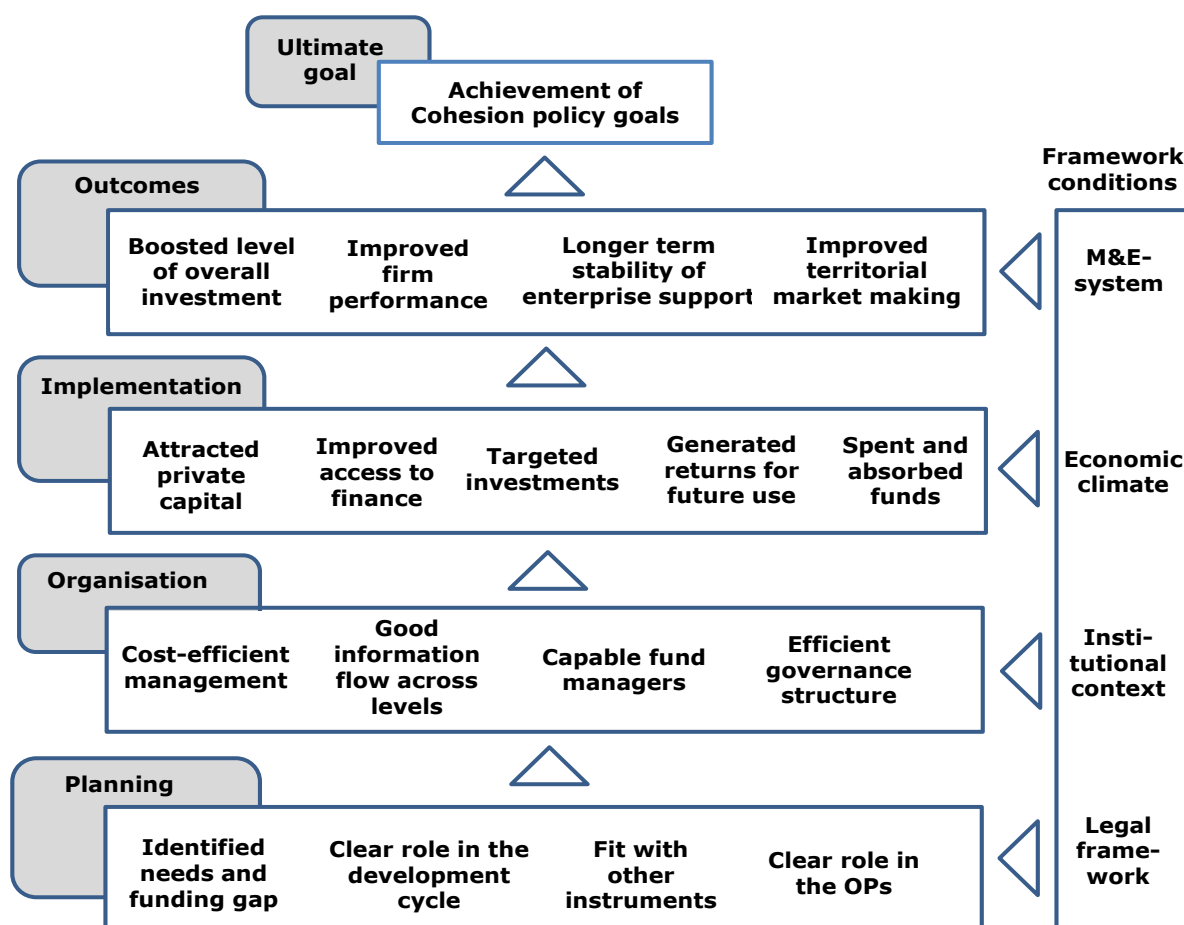 Ultimate
goal
Achievement of
Cohesion policy goals
Framework
conditions
Outcomes
Boosted level
of overall
investment
Improved
firm
performance
Longer term
stability of
enterprise support
Improved
territorial
market making
M&E-
system
Implementation
Attracted
private
capital
Improved
access to
finance
Targeted
investments
Generated
returns for
future use
Spent and
absorbed
funds
Economic
climate
Organisation
Cost-efficient
management
Good
information
flow across
levels
Capable fund
managers
Efficient
governance
structure
Insti-
tutional
context
Planning
Identified
needs and
funding gap
Clear role in the
development
cycle
Fit with
other
instruments
Clear role in
the OPs
Legal
frame-
work